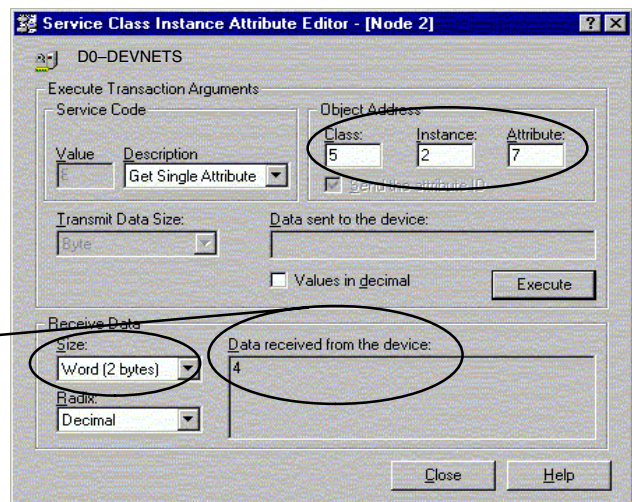 Service Class Instance Attribute Editor - [Node 2]
D0–DEVNETS
Execute Transaction Arguments
Service Code
Value
Description
E
Get Single Attribute
Object Address
Class:
Instance:
Attribute:
5
2
7
Send the attribute ID
Transmit Data Size:
Byte
Data sent to the device:
Values in decimal
Execute
Receive Data
Size:
Word (2 bytes)
Radix:
Decimal
Data received from the device:
4
Close
Help